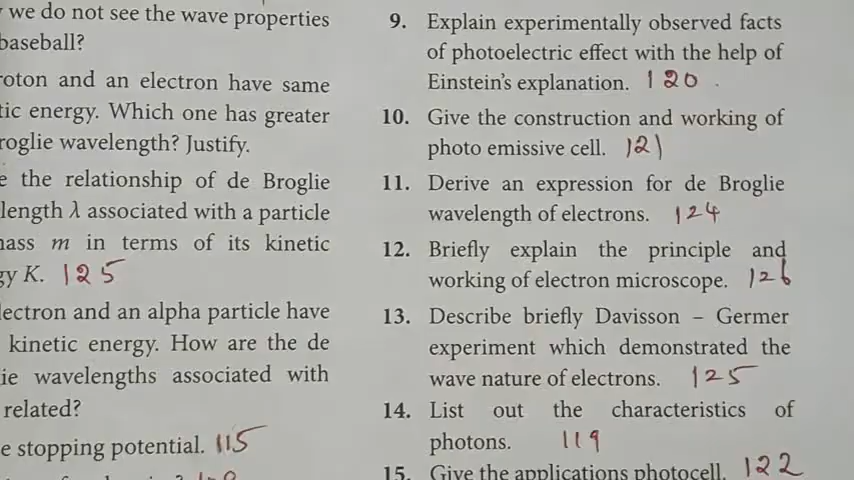 we do not see the wave properties
baseball?
roton and an electron have same
tic energy. Which one has greater
roglie wavelength? Justify.
e the relationship of de Broglie
length λ associated with a particle
mass m in terms of its kinetic
gy K. 125
lectron and an alpha particle have
kinetic energy. How are the de
ie wavelengths associated with
related?
e stopping potential. 115
9. Explain experimentally observed facts
of photoelectric effect with the help of
Einstein's explanation. 120
10. Give the construction and working of
photo emissive cell. 121
11. Derive an expression for de Broglie
wavelength of electrons. 124
12. Briefly explain the principle and
working of electron microscope. 126
13. Describe briefly Davisson – Germer
experiment which demonstrated the
wave nature of electrons. 125
14. List out the characteristics of
photons. 119
15. Give the applications photocell. 122